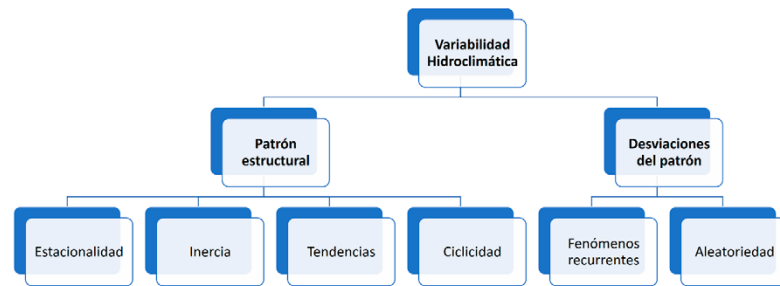 Variabilidad
Hidroclimática
Patrón
estructural
Desviaciones
del patrón
Estacionalidad
Inercia
Tendencias
Ciclicidad
Fenómenos
recurrentes
Aleatoriedad